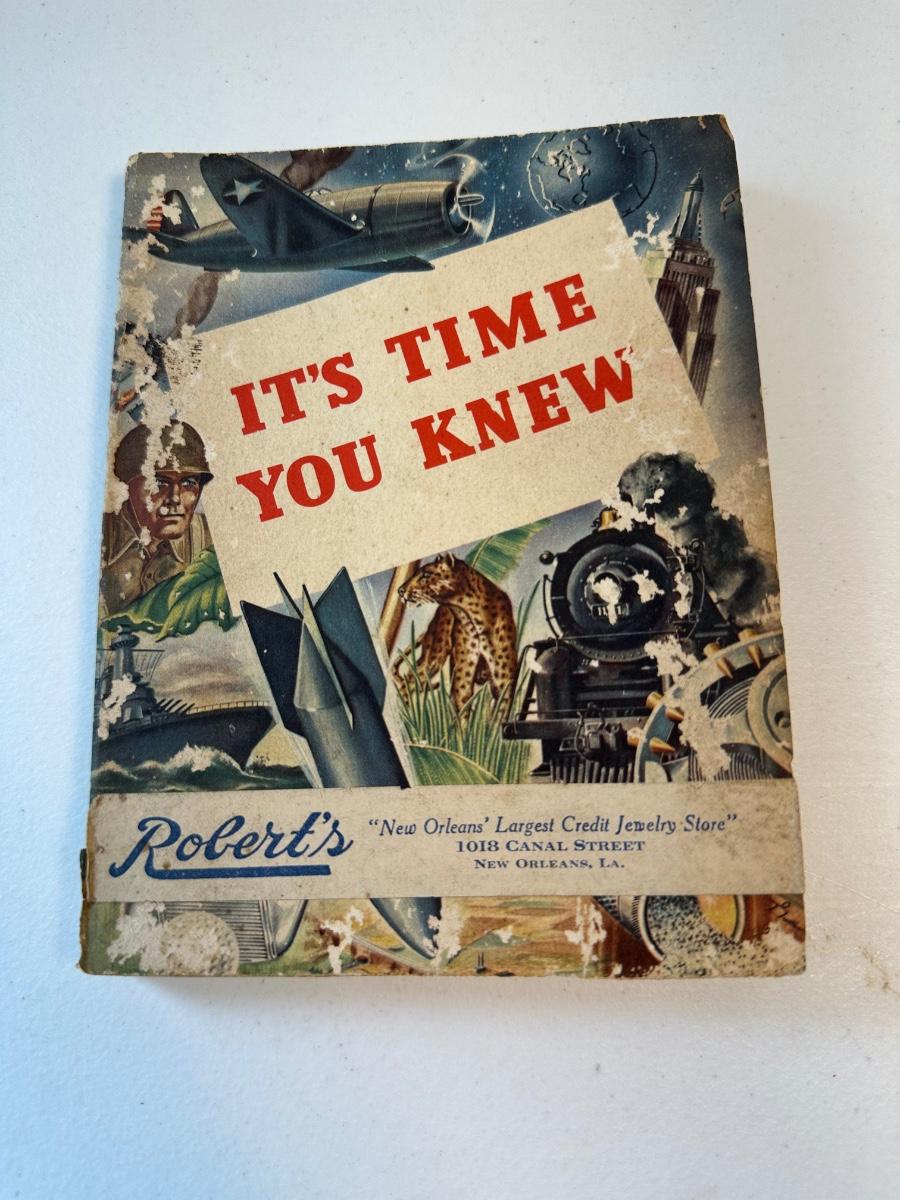 IT'S TIME
YOU KNEW
Robert's
"New Orleans' Largest Credit Jewelry Store"
1018 CANAL STREET
NEW ORLEANS, LA.